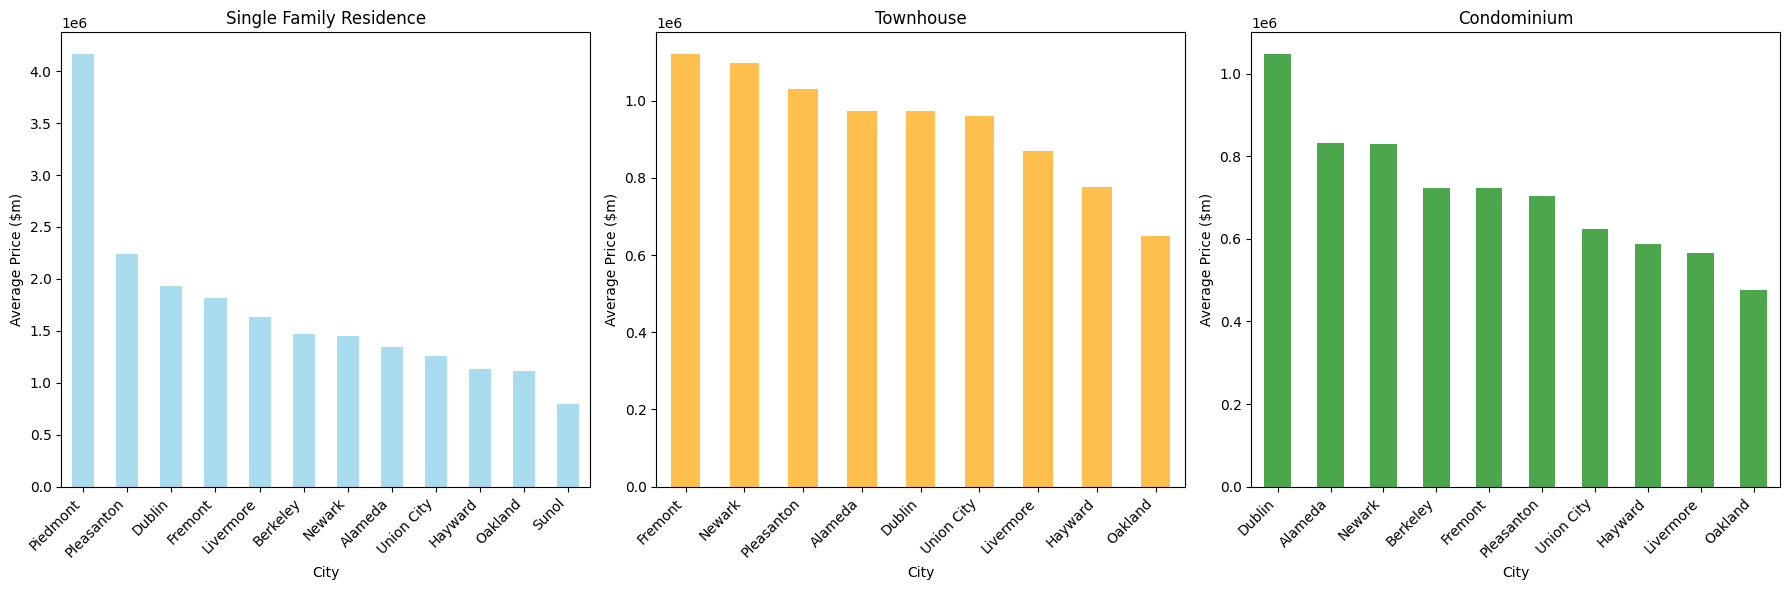 Single Family Residence
1e6
4.0
3.5
3.0
2.5
2.0
1.5
1.0
0.5
0.0
Average Price ($m)
Piedmont
Pleasanton
Dublin
Fremont
Livermore
Berkeley
Newark
Alameda
Union City
Hayward
Oakland
Sunol
City
Townhouse
1e6
1.0
0.8
0.6
0.4
0.2
0.0
Average Price ($m)
Fremont
Newark
Pleasanton
Alameda
Dublin
Union City
Livermore
Hayward
Oakland
City
Condominium
1e6
1.0
0.8
0.6
0.4
0.2
0.0
Average Price ($m)
Dublin
Alameda
Newark
Berkeley
Fremont
Pleasanton
Union City
Hayward
Livermore
Oakland
City